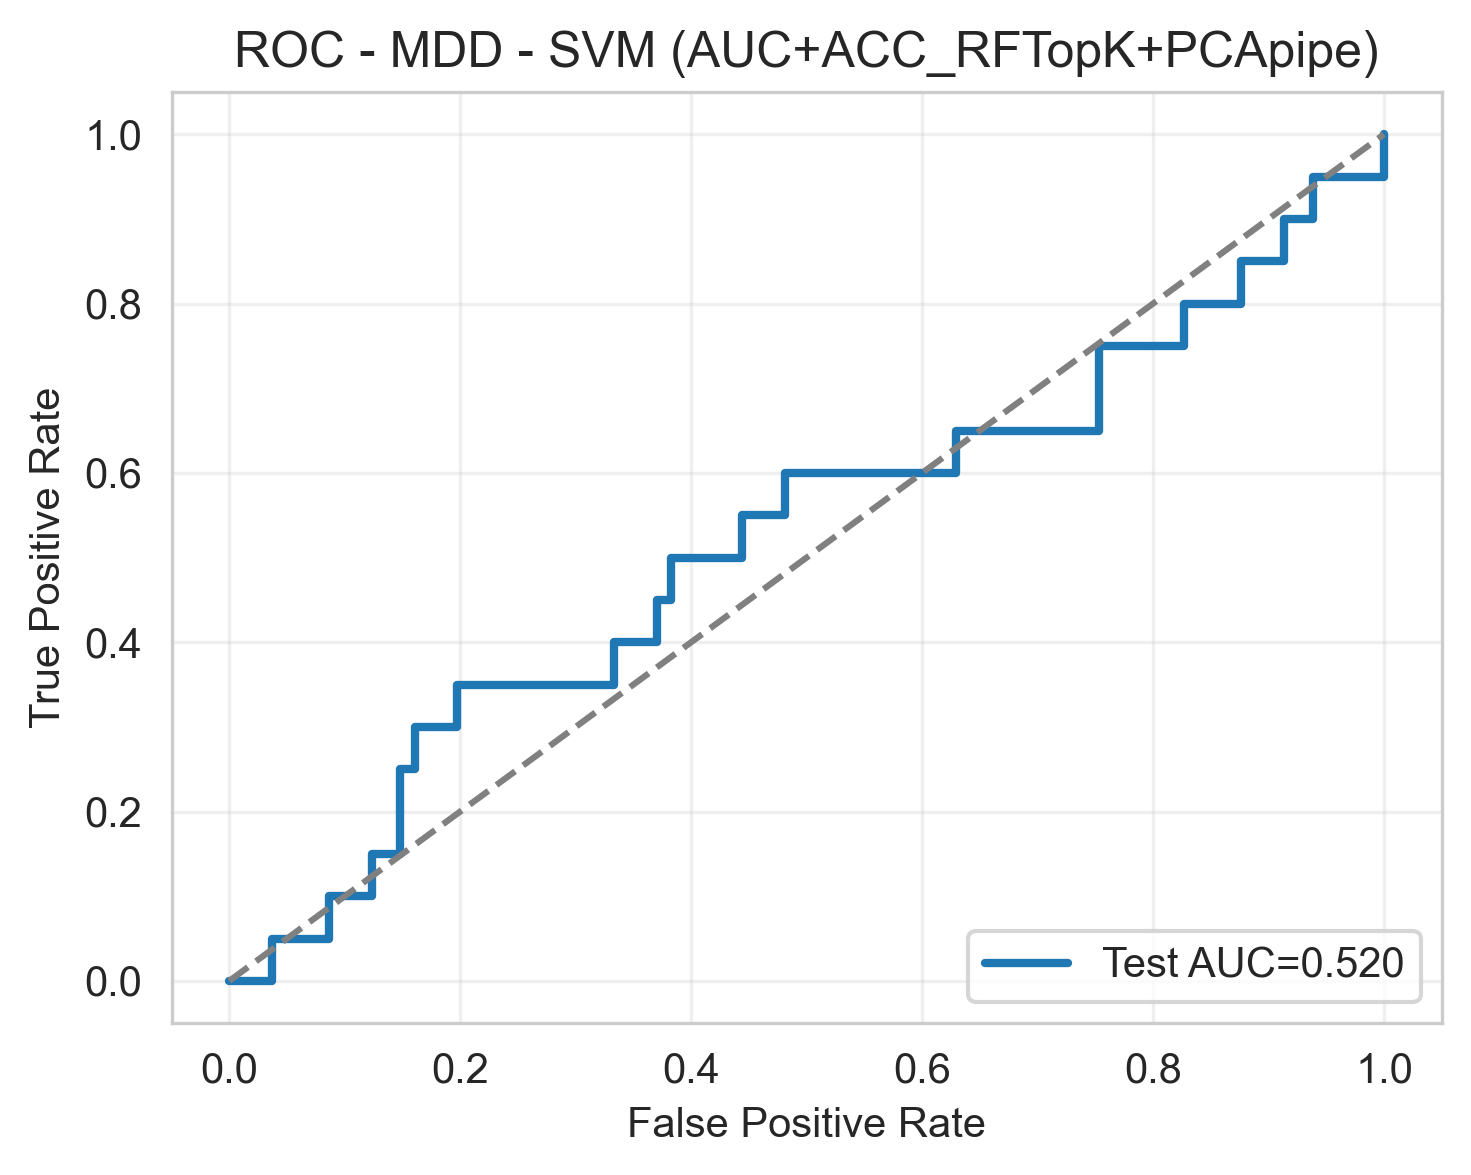 ROC - MDD - SVM (AUC+ACC_RFTopK+PCApipe)
1.0
0.8
0.6
0.4
0.2
0.0
True Positive Rate
Test AUC=0.520
0.0 0.2 0.4 0.6 0.8 1.0
False Positive Rate